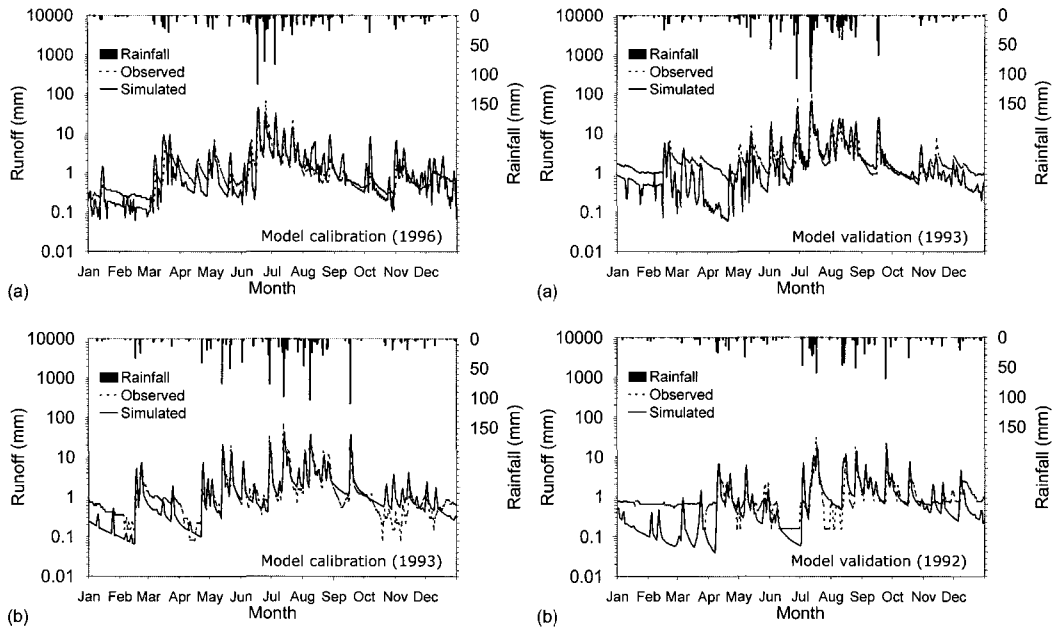 10000
1000
100
10
1
0.1
0.01
Runoff (mm)
0
50
100
150
Rainfall (mm)
Rainfall
Observed
Simulated
Model calibration (1996)
Jan Feb Mar Apr May Jun Jul Aug Sep Oct Nov Dec
Month
(a)
10000
1000
100
10
1
0.1
0.01
Runoff (mm)
0
50
100
150
Rainfall (mm)
Rainfall
Observed
Simulated
Model validation (1993)
Jan Feb Mar Apr May Jun Jul Aug Sep Oct Nov Dec
Month
(a)
10000
1000
100
10
1
0.1
0.01
Runoff (mm)
0
50
100
150
Rainfall (mm)
Rainfall
Observed
Simulated
Model calibration (1993)
Jan Feb Mar Apr May Jun Jul Aug Sep Oct Nov Dec
Month
(b)
10000
1000
100
10
1
0.1
0.01
Runoff (mm)
0
50
100
150
Rainfall (mm)
Rainfall
Observed
Simulated
Model validation (1992)
Jan Feb Mar Apr May Jun Jul Aug Sep Oct Nov Dec
Month
(b)